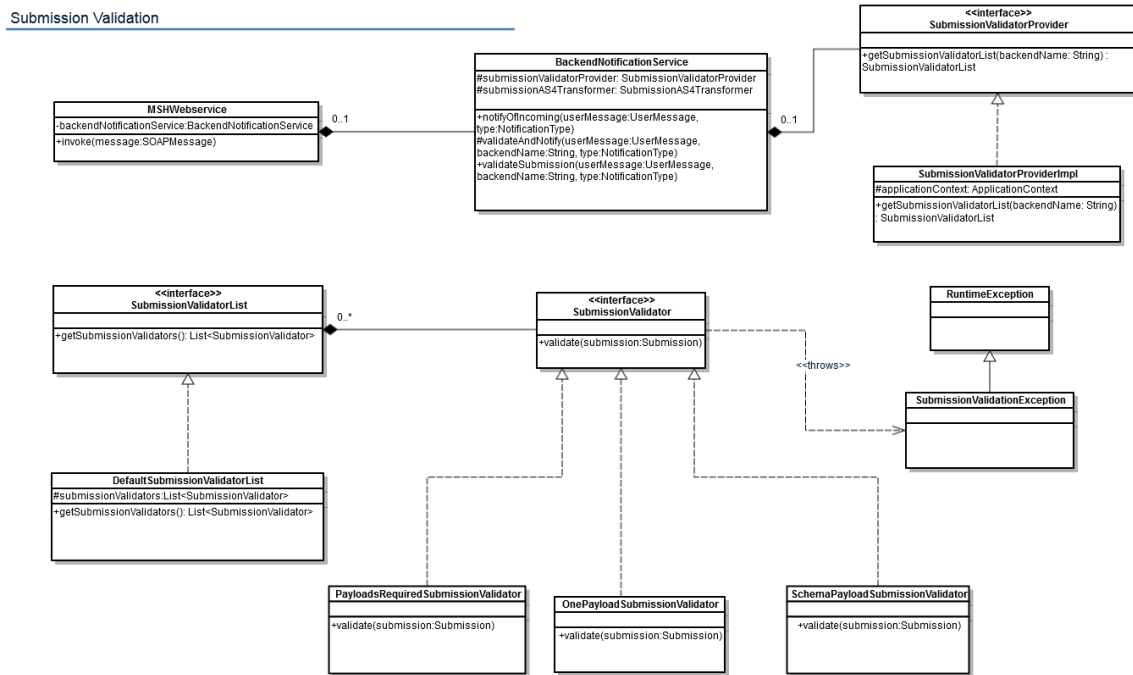 Submission Validation
<<interface>>
SubmissionValidatorProvider
+getSubmissionValidatorList(backendName: String) :
SubmissionValidatorList
BackendNotificationService
#submissionValidatorProvider: SubmissionValidatorProvider
#submissionAS4Transformer: SubmissionAS4Transformer
+notifyOfIncoming(userMessage:UserMessage,
type:NotificationType)
#validateAndNotify(userMessage:UserMessage,
backendName:String, type:NotificationType)
+validateSubmission(userMessage:UserMessage,
backendName:String, type:NotificationType)
MSHWebservice
-backendNotificationService:BackendNotificationService
+invoke(message:SOAPMessage)
0..1
0..1
SubmissionValidatorProviderImpl
#applicationContext: ApplicationContext
+getSubmissionValidatorList(backendName: String)
: SubmissionValidatorList
<<interface>>
SubmissionValidatorList
+getSubmissionValidators(): List<SubmissionValidator>
0..*
<<interface>>
SubmissionValidator
+validate(submission:Submission)
RuntimeException
<<throws>>
SubmissionValidationException
DefaultSubmissionValidatorList
#submissionValidators:List<SubmissionValidator>
+getSubmissionValidators(): List<SubmissionValidator>
PayloadsRequiredSubmissionValidator
+validate(submission:Submission)
OnePayloadSubmissionValidator
+validate(submission:Submission)
SchemaPayloadSubmissionValidator
+validate(submission:Submission)